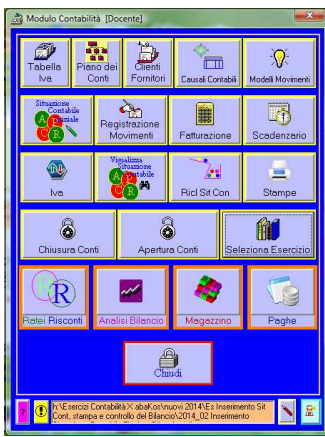 Modulo Contabilità [Docente]
Tabella Iva
Piano dei Conti
Clienti Fornitori
Causali Contabili
Modelli Movimenti
Situazione Contabile Iniziale
A P C R
Registrazione Movimenti
Fatturazione
Scadenzario
Iva
Visualizza Situazione Contabile
A P C R
Ricl Sit Con
Stampe
Chiusura Conti
Apertura Conti
Seleziona Esercizio
R R
Ratei Risconti
Analisi Bilancio
Magazzino
Paghe
Chiudi
h:\Esercizi Contabilità X abaKos\nuovi 2014\Es Inserimento Sit
Cont, stampa e controllo del Bilancio\2014_02 Inserimento